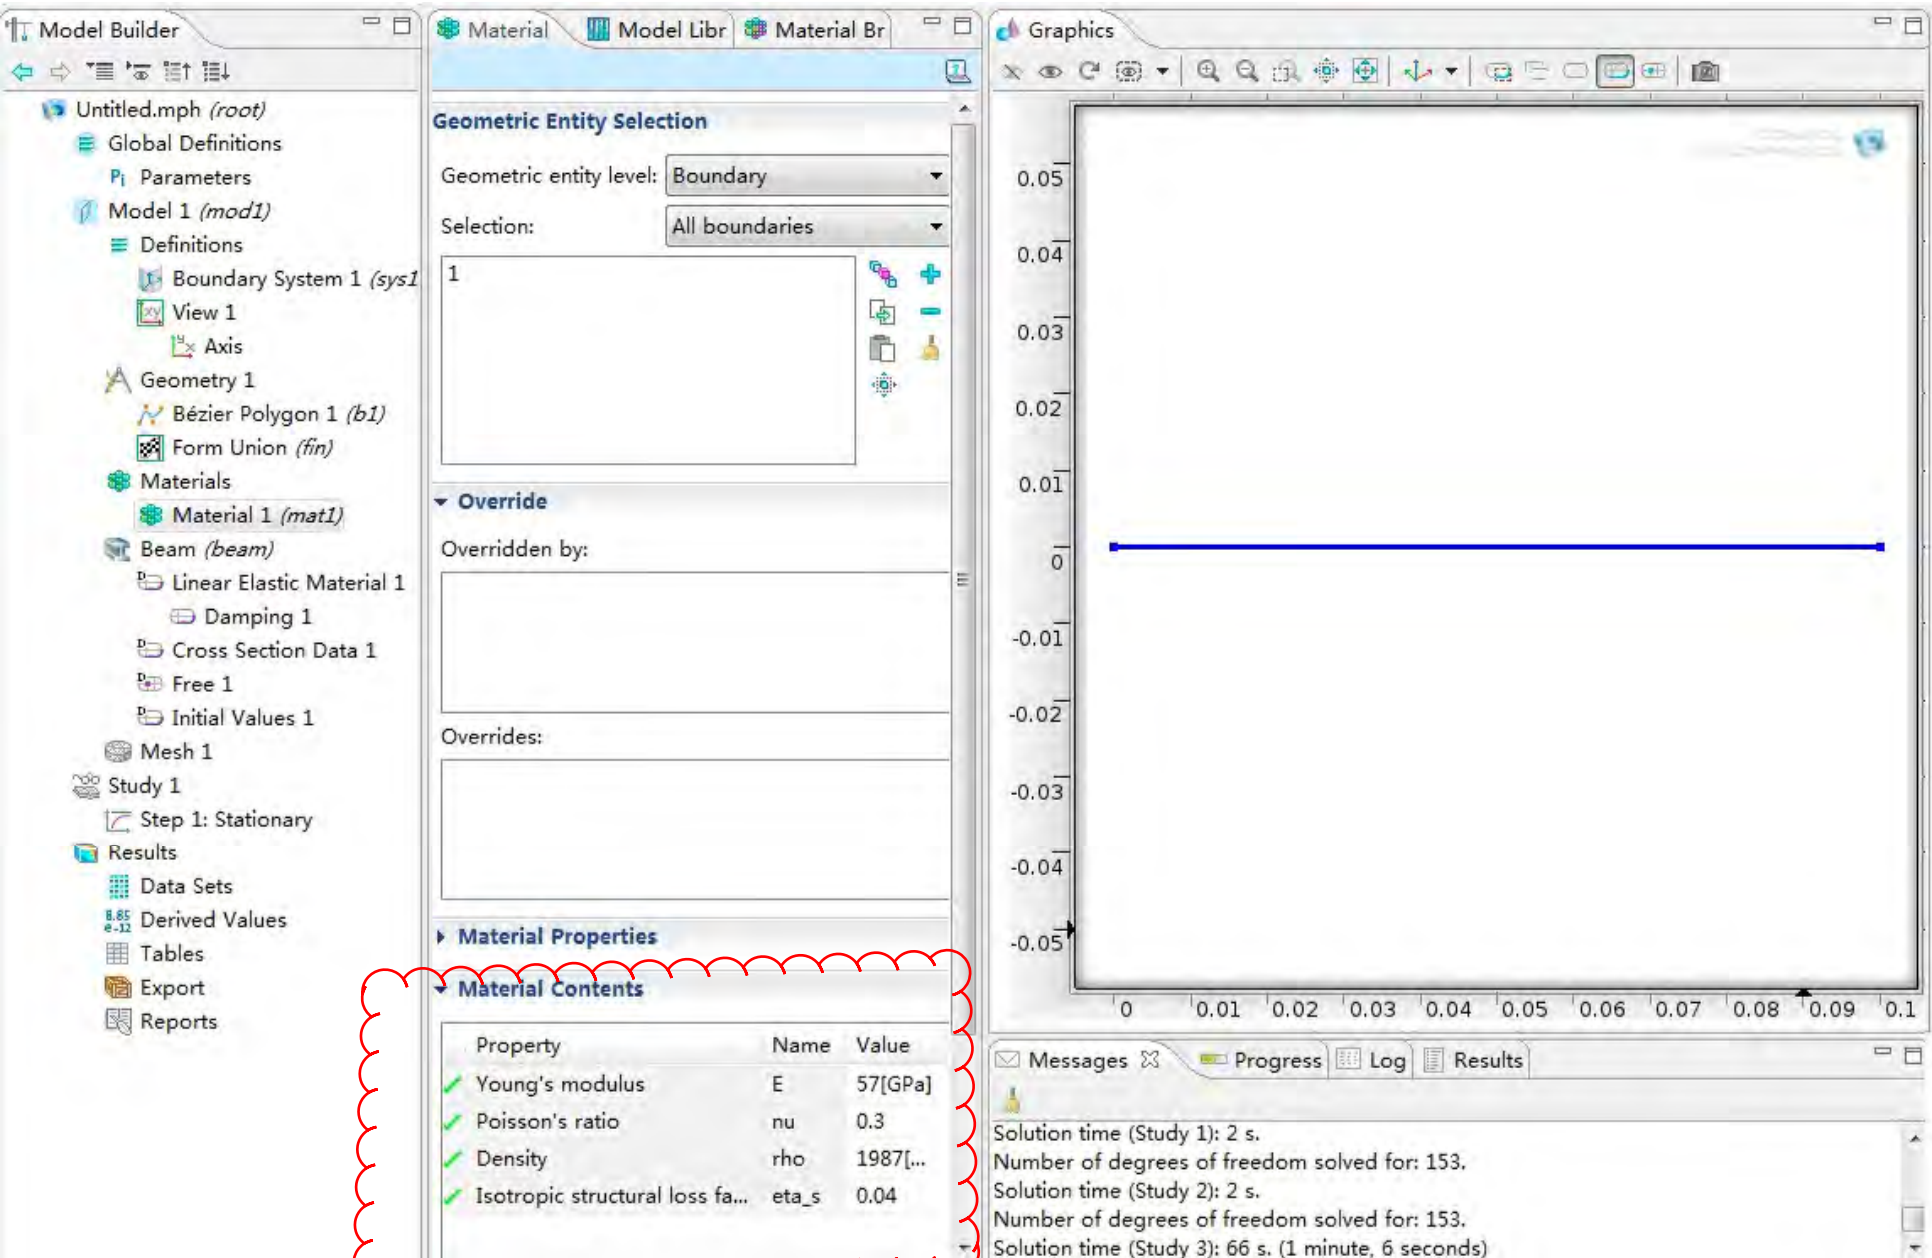 Model Builder
Untitled.mph (root)
Global Definitions
Pi Parameters
Model 1 (mod1)
Definitions
Boundary System 1 (sys1
View 1
Axis
Geometry 1
Bézier Polygon 1 (b1)
Form Union (fin)
Materials
Material 1 (mat1)
Beam (beam)
Linear Elastic Material 1
Damping 1
Cross Section Data 1
Free 1
Initial Values 1
Mesh 1
Study 1
Step 1: Stationary
Results
Data Sets
8.85 e-12 Derived Values
Tables
Export
Reports
Material Model Libr Material Br
Geometric Entity Selection
Geometric entity level: Boundary
Selection: All boundaries
1
Override
Overridden by:
Overrides:
Material Properties
Material Contents
Property Name Value
Young's modulus E 57[GPa]
Poisson's ratio nu 0.3
Density rho 1987[...
Isotropic structural loss fa... eta_s 0.04
Graphics
0.05
0.04
0.03
0.02
0.01
0
-0.01
-0.02
-0.03
-0.04
-0.05
0 0.01 0.02 0.03 0.04 0.05 0.06 0.07 0.08 0.09 0.1
Messages Progress Log Results
Solution time (Study 1): 2 s.
Number of degrees of freedom solved for: 153.
Solution time (Study 2): 2 s.
Number of degrees of freedom solved for: 153.
Solution time (Study 3): 66 s. (1 minute, 6 seconds)